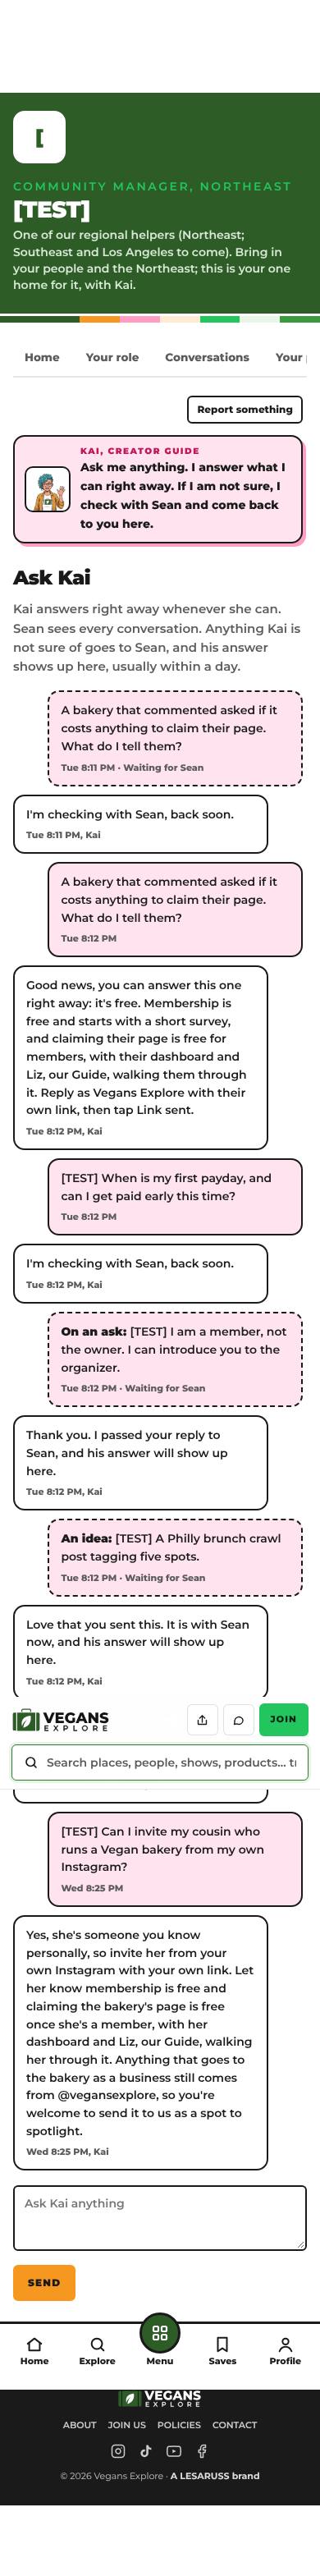 [
COMMUNITY MANAGER, NORTHEAST
[TEST]
One of our regional helpers (Northeast;
Southeast and Los Angeles to come). Bring in
your people and the Northeast; this is your one
home for it, with Kai.
Home Your role Conversations Your
Report something
KAI, CREATOR GUIDE
Ask me anything. I answer what I
can right away. If I am not sure, I
check with Sean and come back
to you here.
Ask Kai
Kai answers right away whenever she can.
Sean sees every conversation. Anything Kai is
not sure of goes to Sean, and his answer
shows up here, usually within a day.
A bakery that commented asked if it
costs anything to claim their page.
What do I tell them?
Tue 8:11 PM · Waiting for Sean
I'm checking with Sean, back soon.
Tue 8:11 PM, Kai
A bakery that commented asked if it
costs anything to claim their page.
What do I tell them?
Tue 8:12 PM
Good news, you can answer this one
right away: it's free. Membership is
free and starts with a short survey,
and claiming their page is free for
members, with their dashboard and
Liz, our Guide, walking them through
it. Reply as Vegans Explore with their
own link, then tap Link sent.
Tue 8:12 PM, Kai
[TEST] When is my first payday, and
can I get paid early this time?
Tue 8:12 PM
I'm checking with Sean, back soon.
Tue 8:12 PM, Kai
On an ask: [TEST] I am a member, not
the owner. I can introduce you to the
organizer.
Tue 8:12 PM · Waiting for Sean
Thank you. I passed your reply to
Sean, and his answer will show up
here.
Tue 8:12 PM, Kai
An idea: [TEST] A Philly brunch crawl
post tagging five spots.
Tue 8:12 PM · Waiting for Sean
Love that you sent this. It is with Sean
now, and his answer will show up
here.
Tue 8:12 PM, Kai
VEGANS
EXPLORE
JOIN
Search places, people, shows, products...
[TEST] Can I invite my cousin who
runs a Vegan bakery from my own
Instagram?
Wed 8:25 PM
Yes, she's someone you know
personally, so invite her from your
own Instagram with your own link. Let
her know membership is free and
claiming the bakery's page is free
once she's a member, with her
dashboard and Liz, our Guide, walking
her through it. Anything that goes to
the bakery as a business still comes
from @vegansexplore, so you're
welcome to send it to us as a spot to
spotlight.
Wed 8:25 PM, Kai
Ask Kai anything
SEND
Home Explore Menu Saves Profile
VEGANS
EXPLORE
ABOUT JOIN US POLICIES CONTACT
© 2026 Vegans Explore · A LESARUSS brand